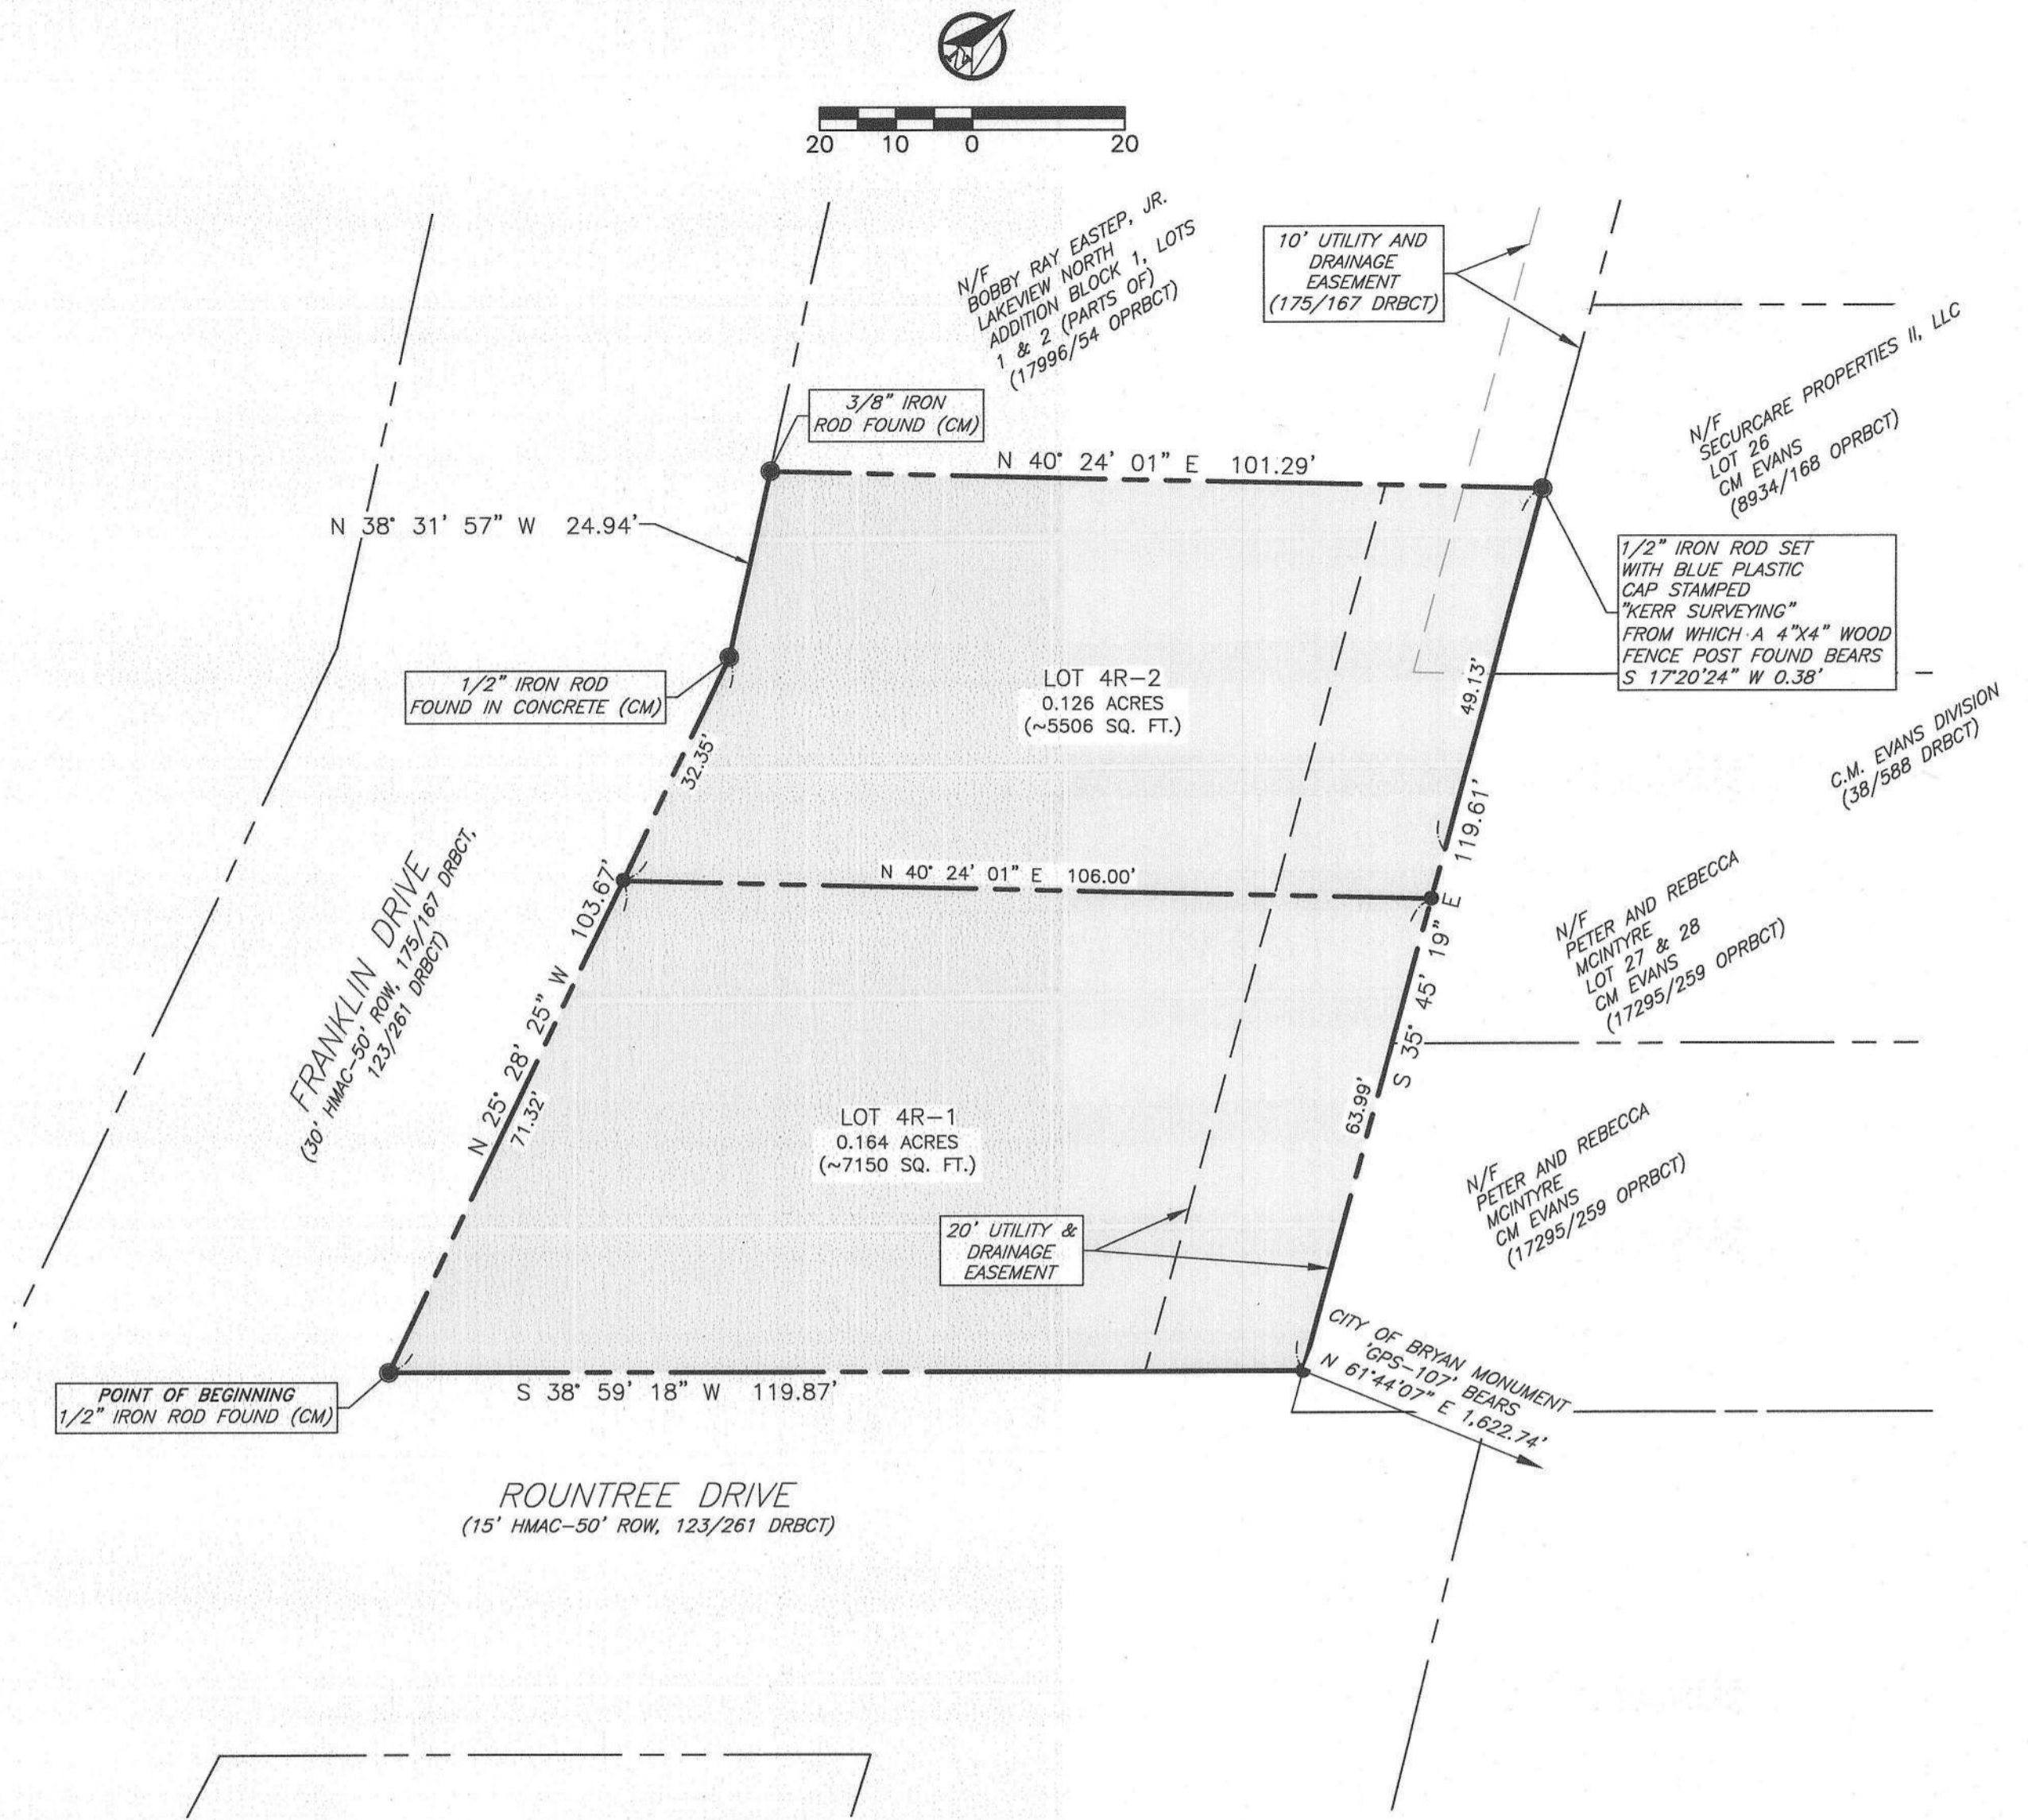 N
20 10 0 20
N/F
BOBBY RAY EASTEP, JR.
LAKEVIEW NORTH
ADDITION BLOCK 1, LOTS
1 & 2 (PARTS OF)
(17996/54 OPRBCT)
10' UTILITY AND
DRAINAGE
EASEMENT
(175/167 DRBCT)
N/F
SECURCARE PROPERTIES II, LLC
LOT 26
CM EVANS
(8934/168 OPRBCT)
3/8" IRON
ROD FOUND (CM)
N 40° 24' 01" E 101.29'
N 38° 31' 57" W 24.94'
1/2" IRON ROD SET
WITH BLUE PLASTIC
CAP STAMPED
"KERR SURVEYING"
FROM WHICH A 4"X4" WOOD
FENCE POST FOUND BEARS
S 17°20'24" W 0.38'
1/2" IRON ROD
FOUND IN CONCRETE (CM)
LOT 4R-2
0.126 ACRES
(~5506 SQ. FT.)
49.13'
32.35'
C.M. EVANS DIVISION
(38/588 DRBCT)
S 35° 45' 19" E 119.61'
N 40° 24' 01" E 106.00'
N 25° 28' 25" W 103.67'
71.32'
FRANKLIN DRIVE
(30' HMAC-50' ROW, 175/167 DRBCT,
123/261 DRBCT)
N/F
PETER AND REBECCA
MCINTYRE
LOT 27 & 28
CM EVANS
(17295/259 OPRBCT)
63.99'
LOT 4R-1
0.164 ACRES
(~7150 SQ. FT.)
N/F
PETER AND REBECCA
MCINTYRE
CM EVANS
(17295/259 OPRBCT)
20' UTILITY &
DRAINAGE
EASEMENT
CITY OF BRYAN MONUMENT
'GPS-107' BEARS
N 61°44'07" E 1,622.74'
POINT OF BEGINNING
1/2" IRON ROD FOUND (CM)
S 38° 59' 18" W 119.87'
ROUNTREE DRIVE
(15' HMAC-50' ROW, 123/261 DRBCT)